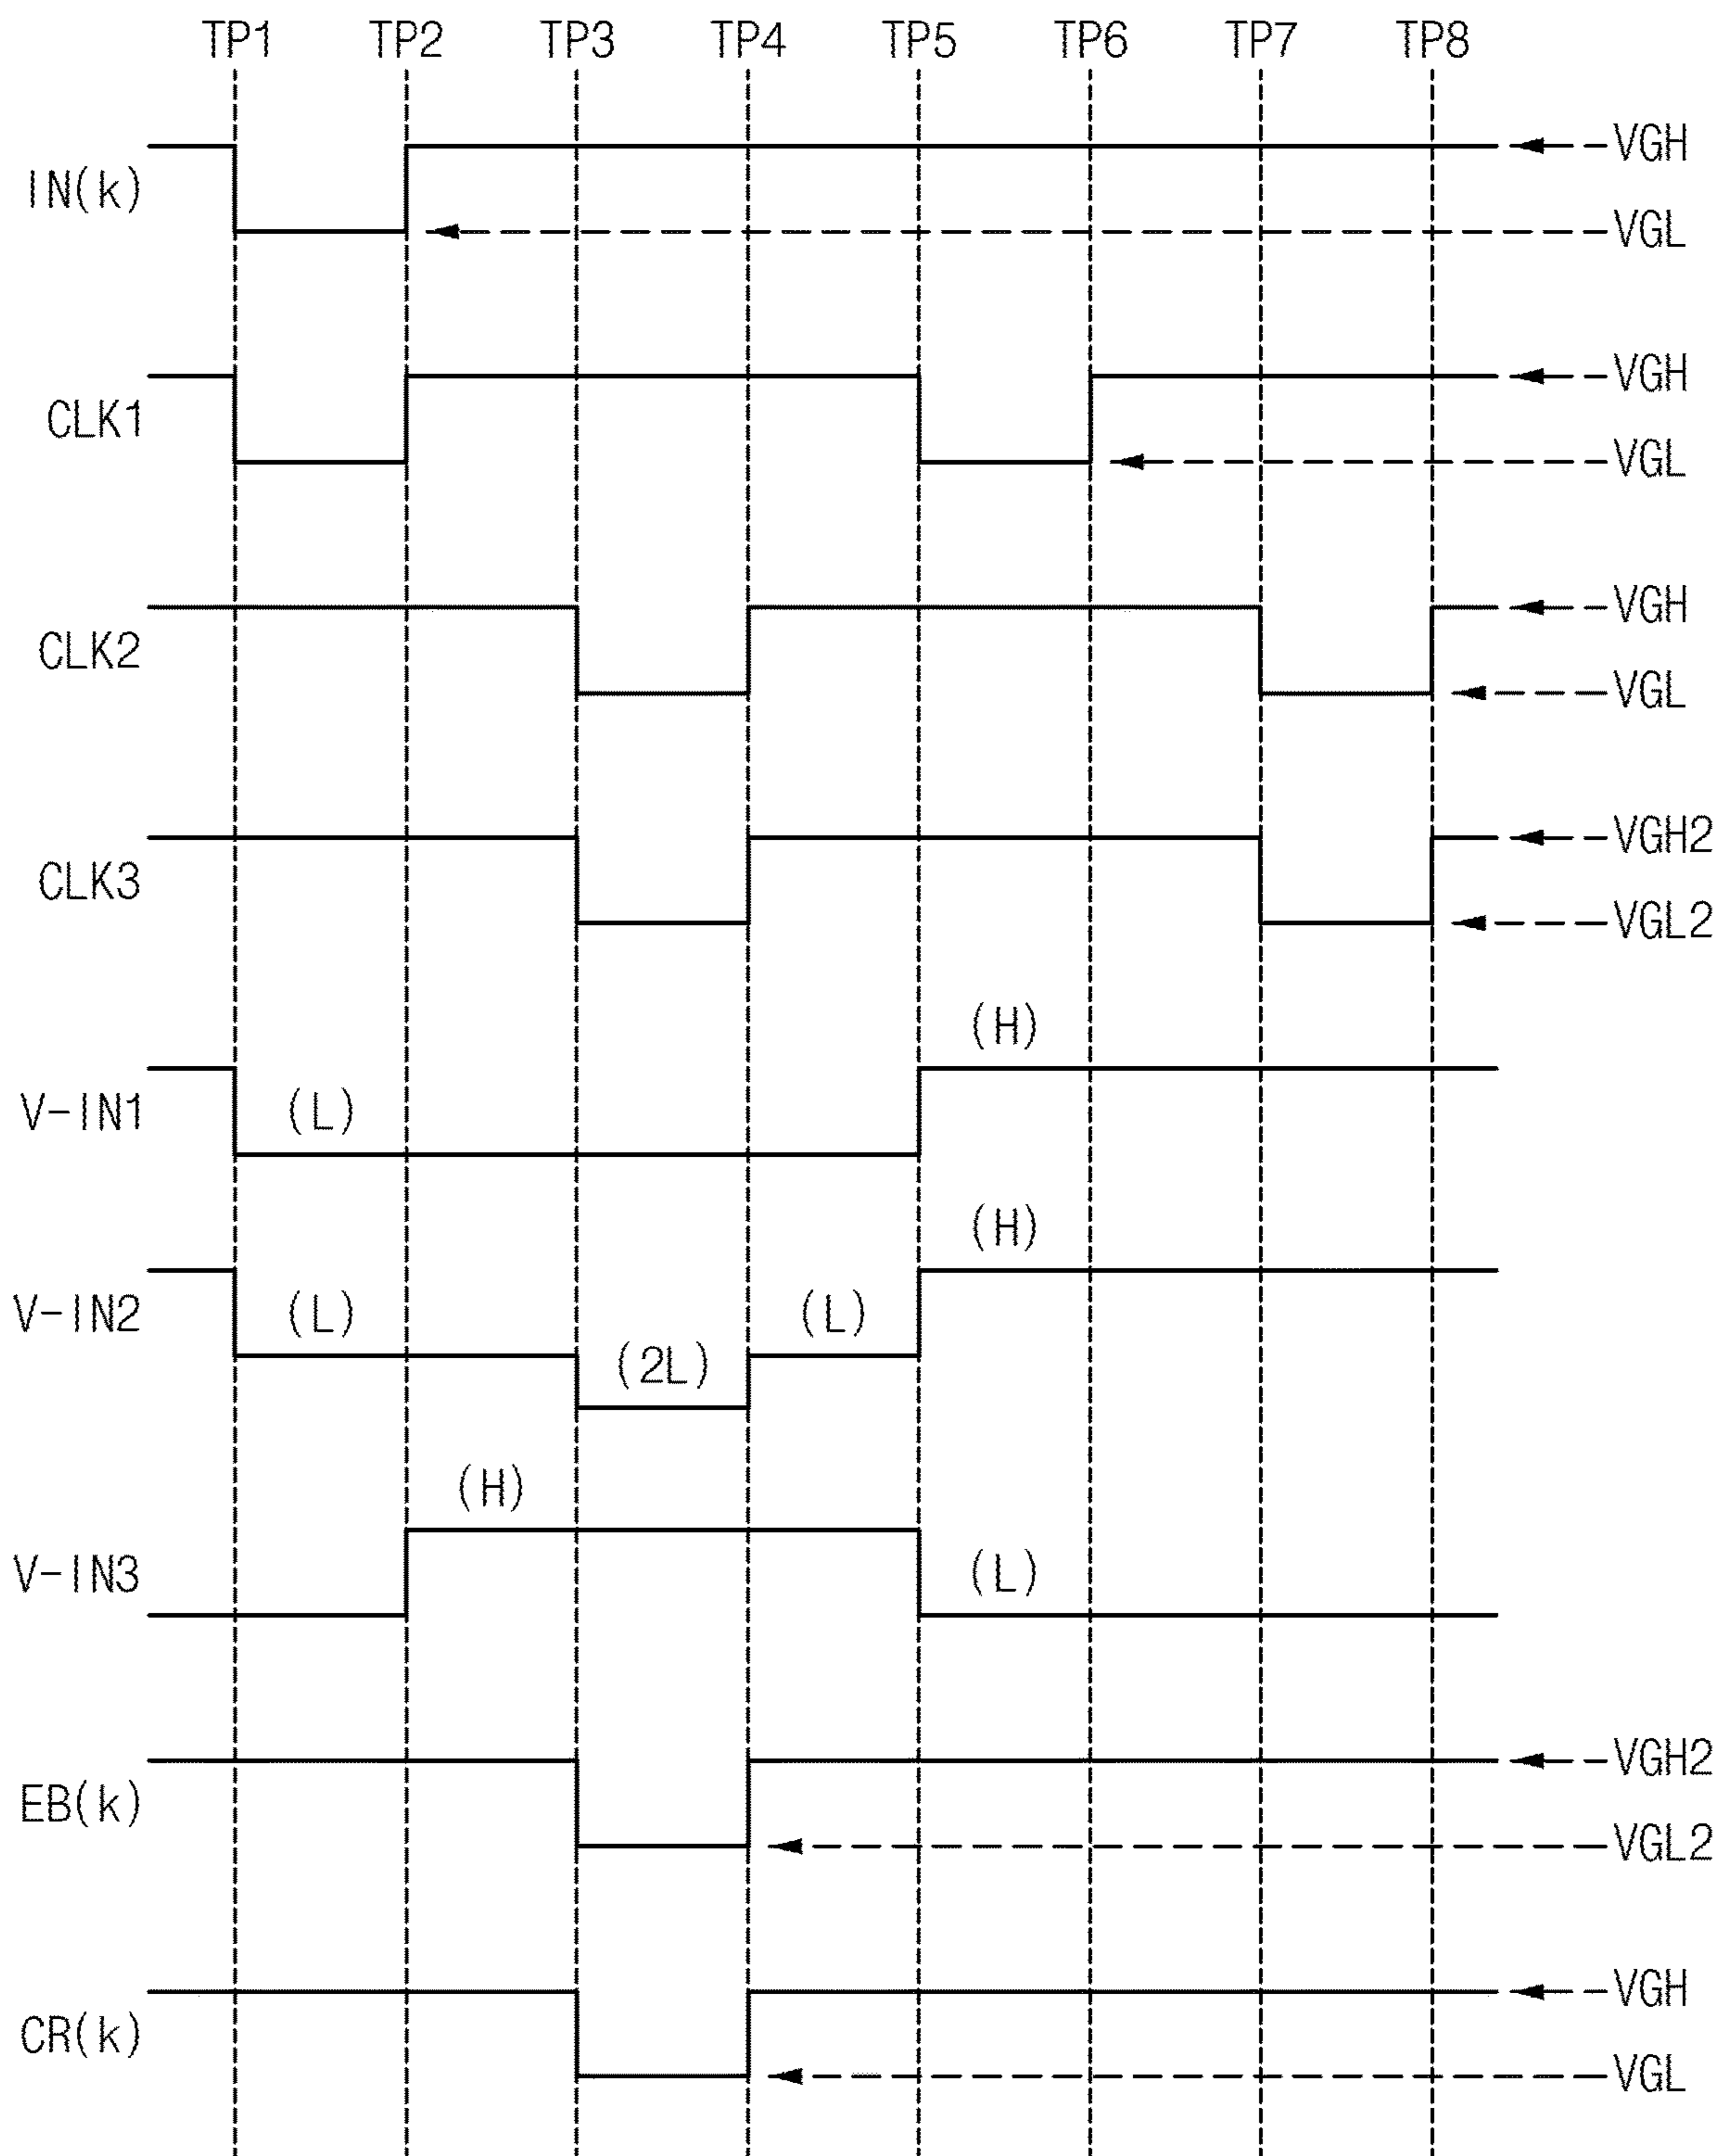 TP1 TP2 TP3 TP4 TP5 TP6 TP7 TP8
VGH
IN(k)
VGL
VGH
CLK1
VGL
VGH
CLK2
VGL
VGH2
CLK3
VGL2
(H)
V-IN1 (L)
(H)
V-IN2 (L) (L)
(2L)
(H)
V-IN3 (L)
VGH2
EB(k)
VGL2
VGH
CR(k)
VGL